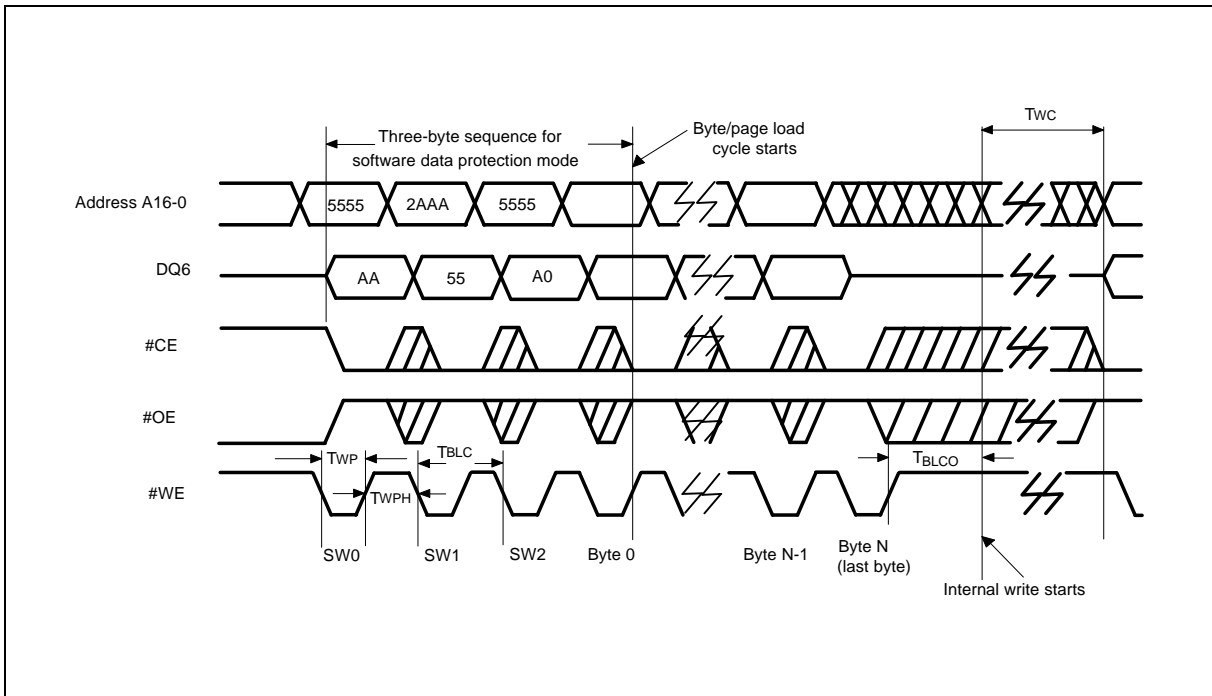 Three-byte sequence for
software data protection mode
Byte/page load
cycle starts
TWC
Address A16-0
5555
2AAA
5555
DQ6
AA
55
A0
#CE
#OE
TWP
TBLC
TBLCO
#WE
TWPH
SW0
SW1
SW2
Byte 0
Byte N-1
Byte N
(last byte)
Internal write starts